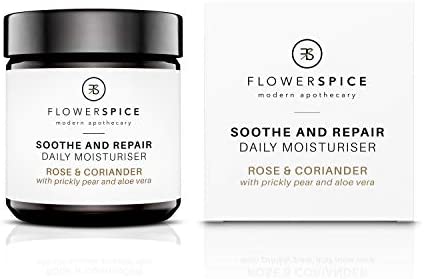 FLOWERSPICE
modern apothecary
SOOTHE AND REPAIR
DAILY MOISTURISER
ROSE & CORIANDER
with prickly pear and aloe vera
FLOWERSPICE
modern apothecary
SOOTHE AND REPAIR
DAILY MOISTURISER
ROSE & CORIANDER
with prickly pear and aloe vera